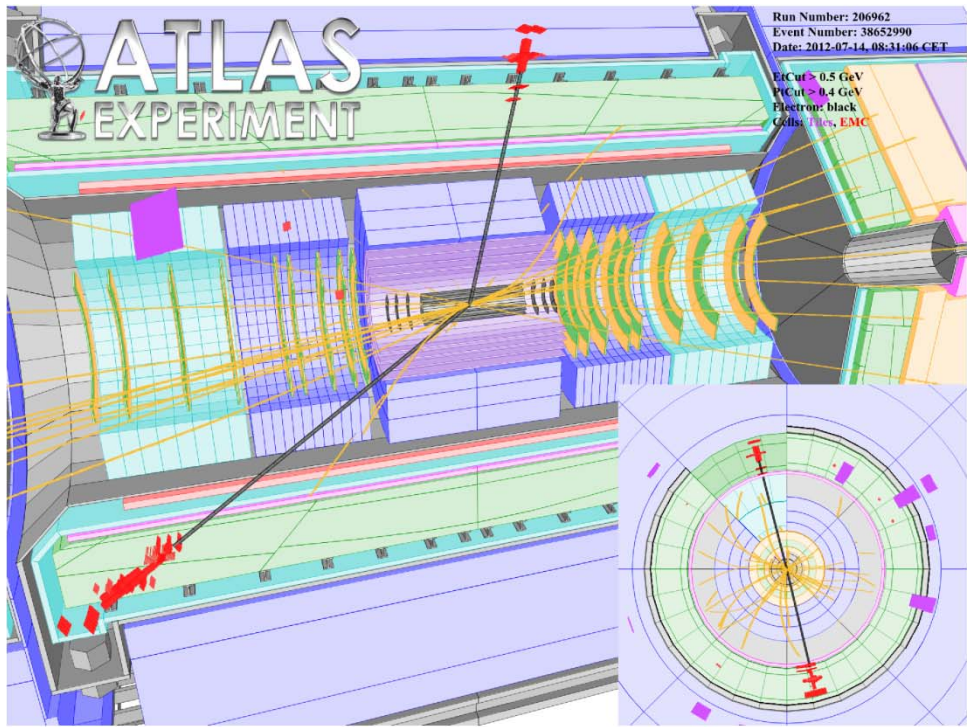 ATLAS
EXPERIMENT
Run Number: 206962
Event Number: 38652990
Date: 2012-07-14, 08:31:06 CET
EtCut > 0.5 GeV
PtCut > 0.4 GeV
Electron: black
Cells: Tiles, EMC